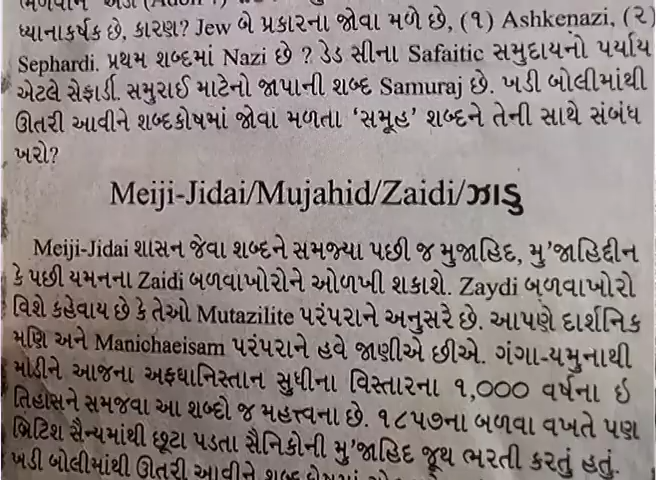 ધ્યાનાકર્ષક છે, કારણ? Jew બે પ્રકારના જોવા મળે છે, (૧) Ashkenazi, (૨)
Sephardi. પ્રથમ શબ્દમાં Nazi છે ? ડેડ સીના Safaitic સમુદાયનો પર્યાય
એટલે સેફાર્ડી. સમુરાઈ માટેનો જાપાની શબ્દ Samuraj છે. ખડી બોલીમાંથી
ઊતરી આવીને શબ્દકોષમાં જોવા મળતા ‘સમૂહ’ શબ્દને તેની સાથે સંબંધ
ખરો?
Meiji-Jidai/Mujahid/Zaidi/ઝાડુ
Meiji-Jidai શાસન જેવા શબ્દને સમજ્યા પછી જ મુજાહિદ, મુ'જાહિદ્દીન
કે પછી યમનના Zaidi બળવાખોરોને ઓળખી શકાશે. Zaydi બળવાખોરો
વિશે કહેવાય છે કે તેઓ Mutazilite પરંપરાને અનુસરે છે. આપણે દાર્શનિક
મણિ અને Manichaeisam પરંપરાને હવે જાણીએ છીએ. ગંગા-યમુનાથી
માંડીને આજના અફઘાનિસ્તાન સુધીના વિસ્તારના ૧,૦૦૦ વર્ષના ઇ
તિહાસને સમજવા આ શબ્દો જ મહત્ત્વના છે. ૧૮૫૭ના બળવા વખતે પણ
બ્રિટિશ સૈન્યમાંથી છૂટા પડતા સૈનિકોની મુ'જાહિદ જૂથ ભરતી કરતું હતું.
ખડી બોલીમાંથી ઊતરી આવીને